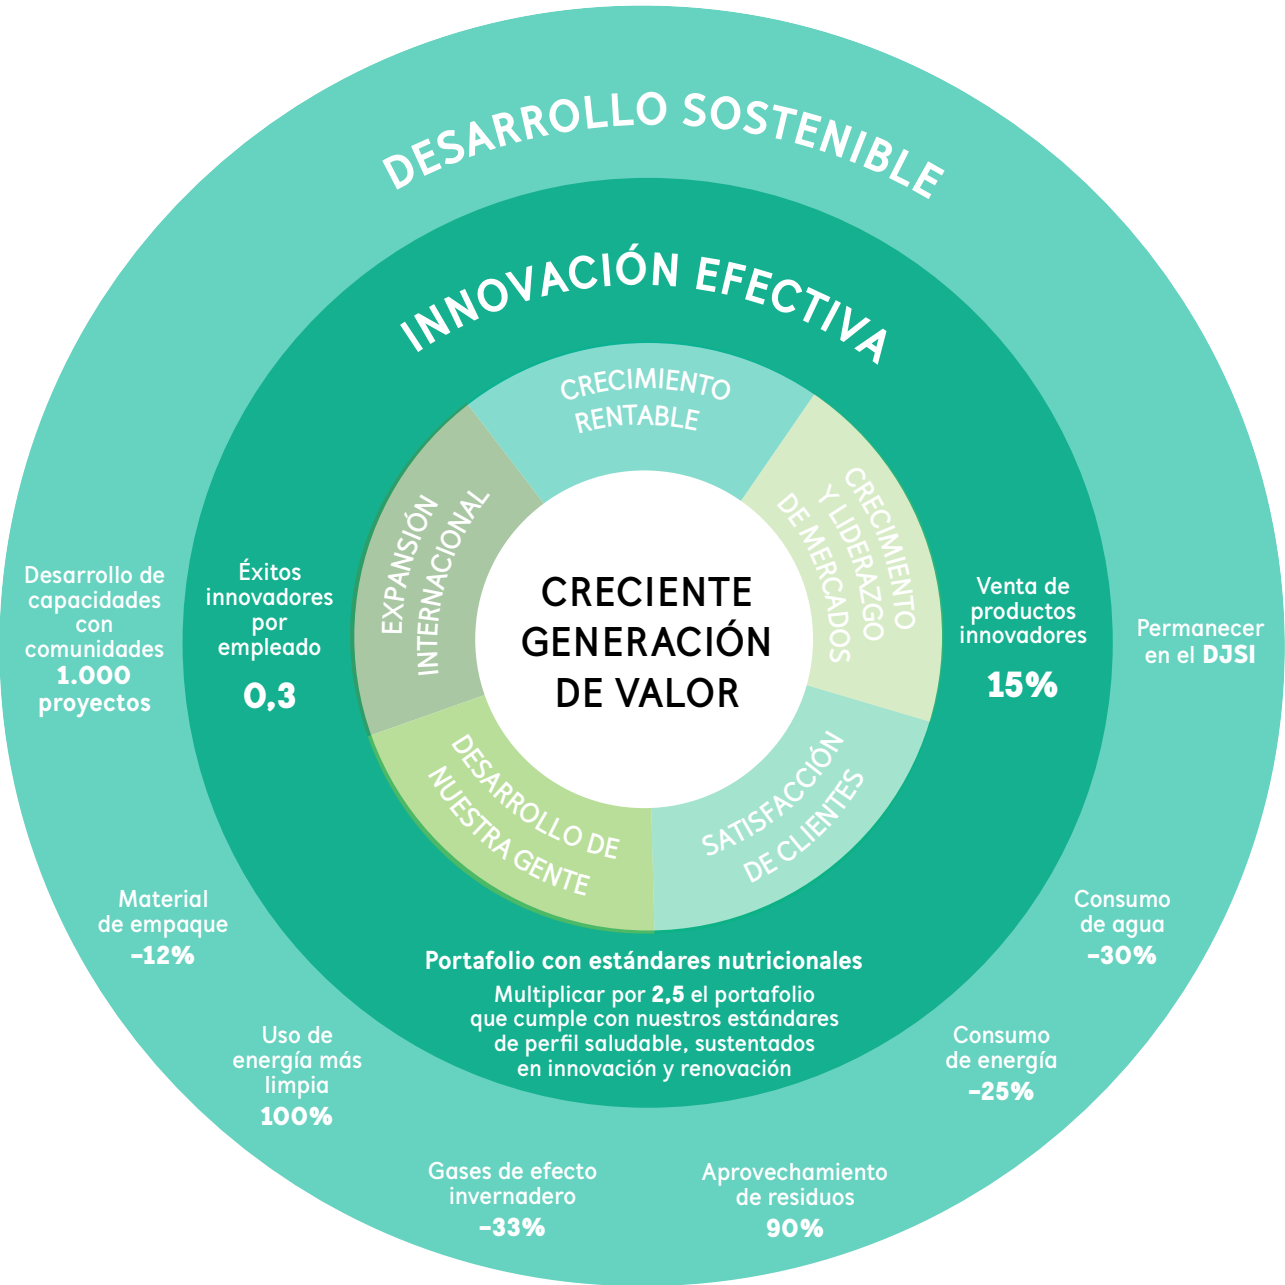 DESARROLLO SOSTENIBLE
INNOVACIÓN EFECTIVA
CRECIMIENTO
RENTABLE
CRECIMIENTO
Y LIDERAZGO
DE MERCADOS
SATISFACCIÓN
DE CLIENTES
DESARROLLO DE
NUESTRA GENTE
EXPANSIÓN
INTERNACIONAL
CRECIENTE
GENERACIÓN
DE VALOR
Éxitos
innovadores
por
empleado
0,3
Venta de
productos
innovadores
15%
Portafolio con estándares nutricionales
Multiplicar por 2,5 el portafolio
que cumple con nuestros estándares
de perfil saludable, sustentados
en innovación y renovación
Desarrollo de
capacidades
con
comunidades
1.000
proyectos
Permanecer
en el DJSI
Material
de empaque
-12%
Consumo
de agua
-30%
Uso de
energía más
limpia
100%
Consumo
de energía
-25%
Gases de efecto
invernadero
-33%
Aprovechamiento
de residuos
90%